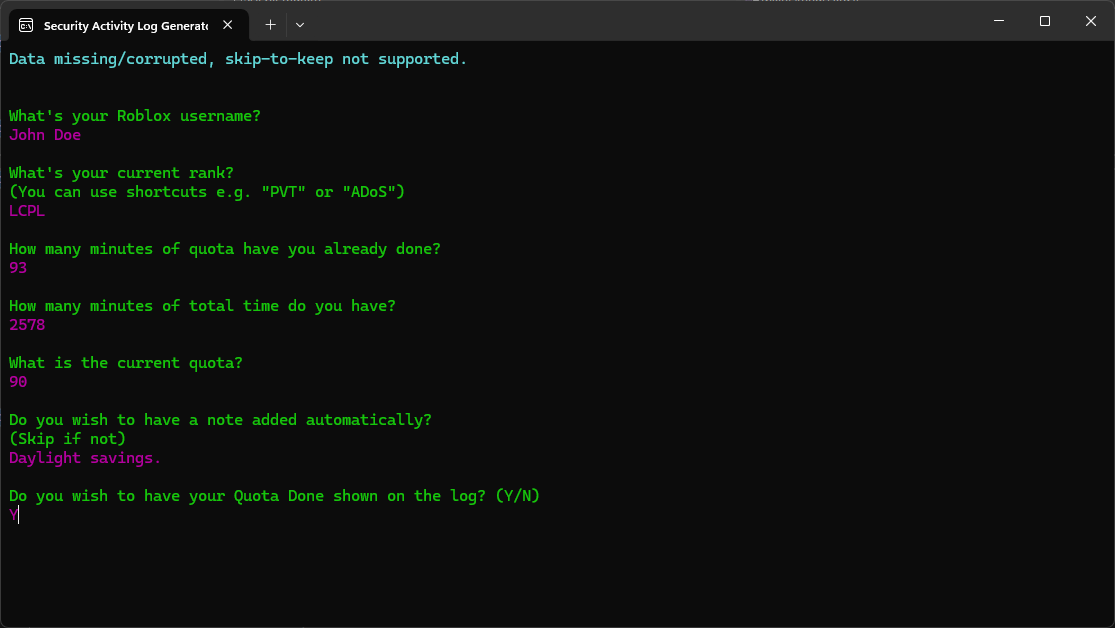 Security Activity Log Generato
Data missing/corrupted, skip-to-keep not supported.
What's your Roblox username?
John Doe
What's your current rank?
(You can use shortcuts e.g. "PVT" or "ADoS")
LCPL
How many minutes of quota have you already done?
93
How many minutes of total time do you have?
2578
What is the current quota?
90
Do you wish to have a note added automatically?
(Skip if not)
Daylight savings.
Do you wish to have your Quota Done shown on the log? (Y/N)
Y